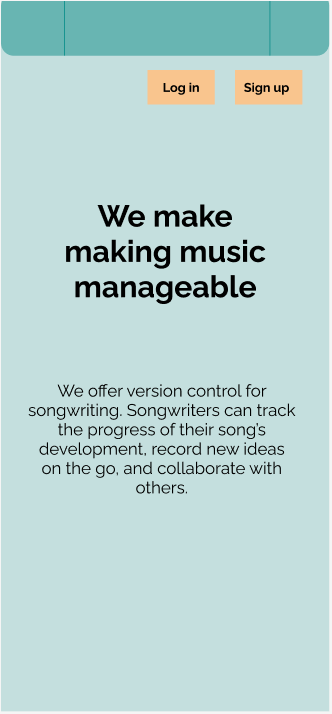 Log in
Sign up
We make
making music
manageable
We offer version control for
songwriting. Songwriters can track
the progress of their song’s
development, record new ideas
on the go, and collaborate with
others.